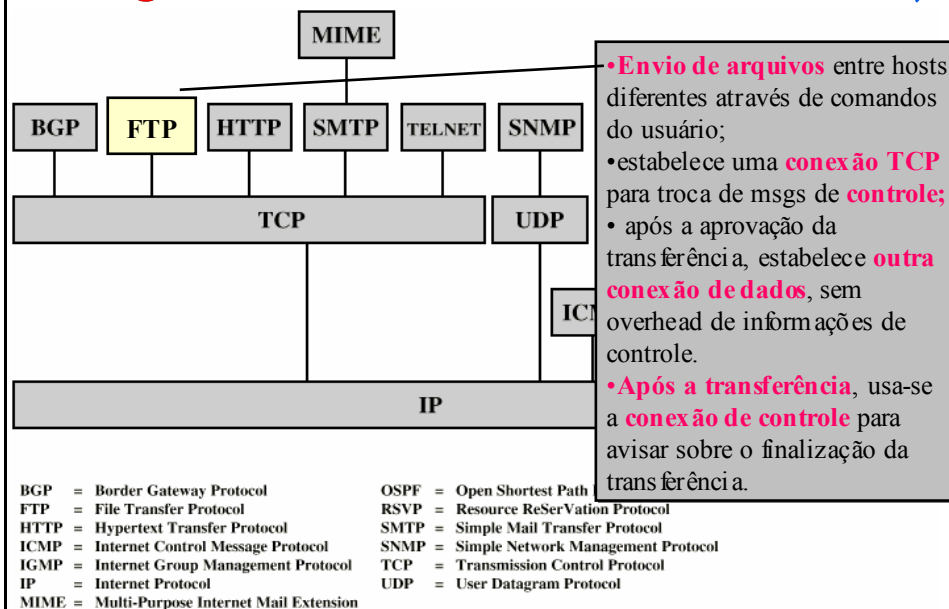 MIME
BGP
FTP
HTTP
SMTP
TELNET
SNMP
TCP
UDP
IP
•Envio de arquivos entre hosts
diferentes através de comandos
do usuário;
•estabelece uma conexão TCP
para troca de msgs de controle;
• após a aprovação da
transferência, estabelece outra
conexão de dados, sem
overhead de informações de
controle.
•Após a transferência, usa-se
a conexão de controle para
avisar sobre o finalização da
transferência.
BGP = Border Gateway Protocol
FTP = File Transfer Protocol
HTTP = Hypertext Transfer Protocol
ICMP = Internet Control Message Protocol
IGMP = Internet Group Management Protocol
IP = Internet Protocol
MIME = Multi-Purpose Internet Mail Extension
OSPF = Open Shortest Path
RSVP = Resource ReSerVation Protocol
SMTP = Simple Mail Transfer Protocol
SNMP = Simple Network Management Protocol
TCP = Transmission Control Protocol
UDP = User Datagram Protocol